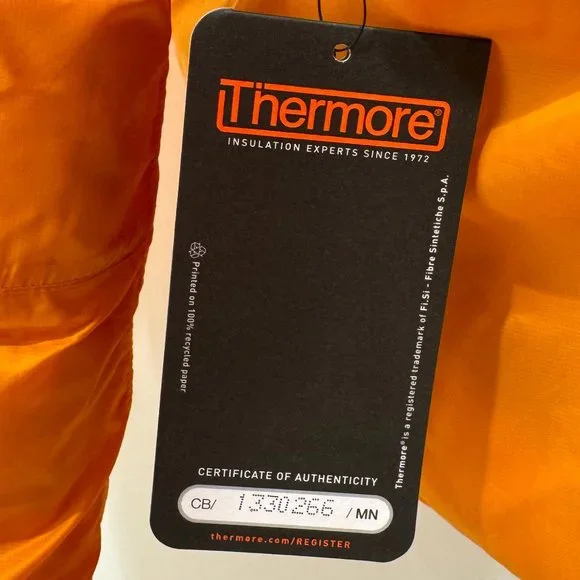 Thermore®
INSULATION EXPERTS SINCE 1972
Printed on 100% recycled paper
Thermore® is a registered trademark of Fi.Si - Fibre Sintetiche S.p.A.
CERTIFICATE OF AUTHENTICITY
CB/ 1330266 / MN
thermore.com/REGISTER